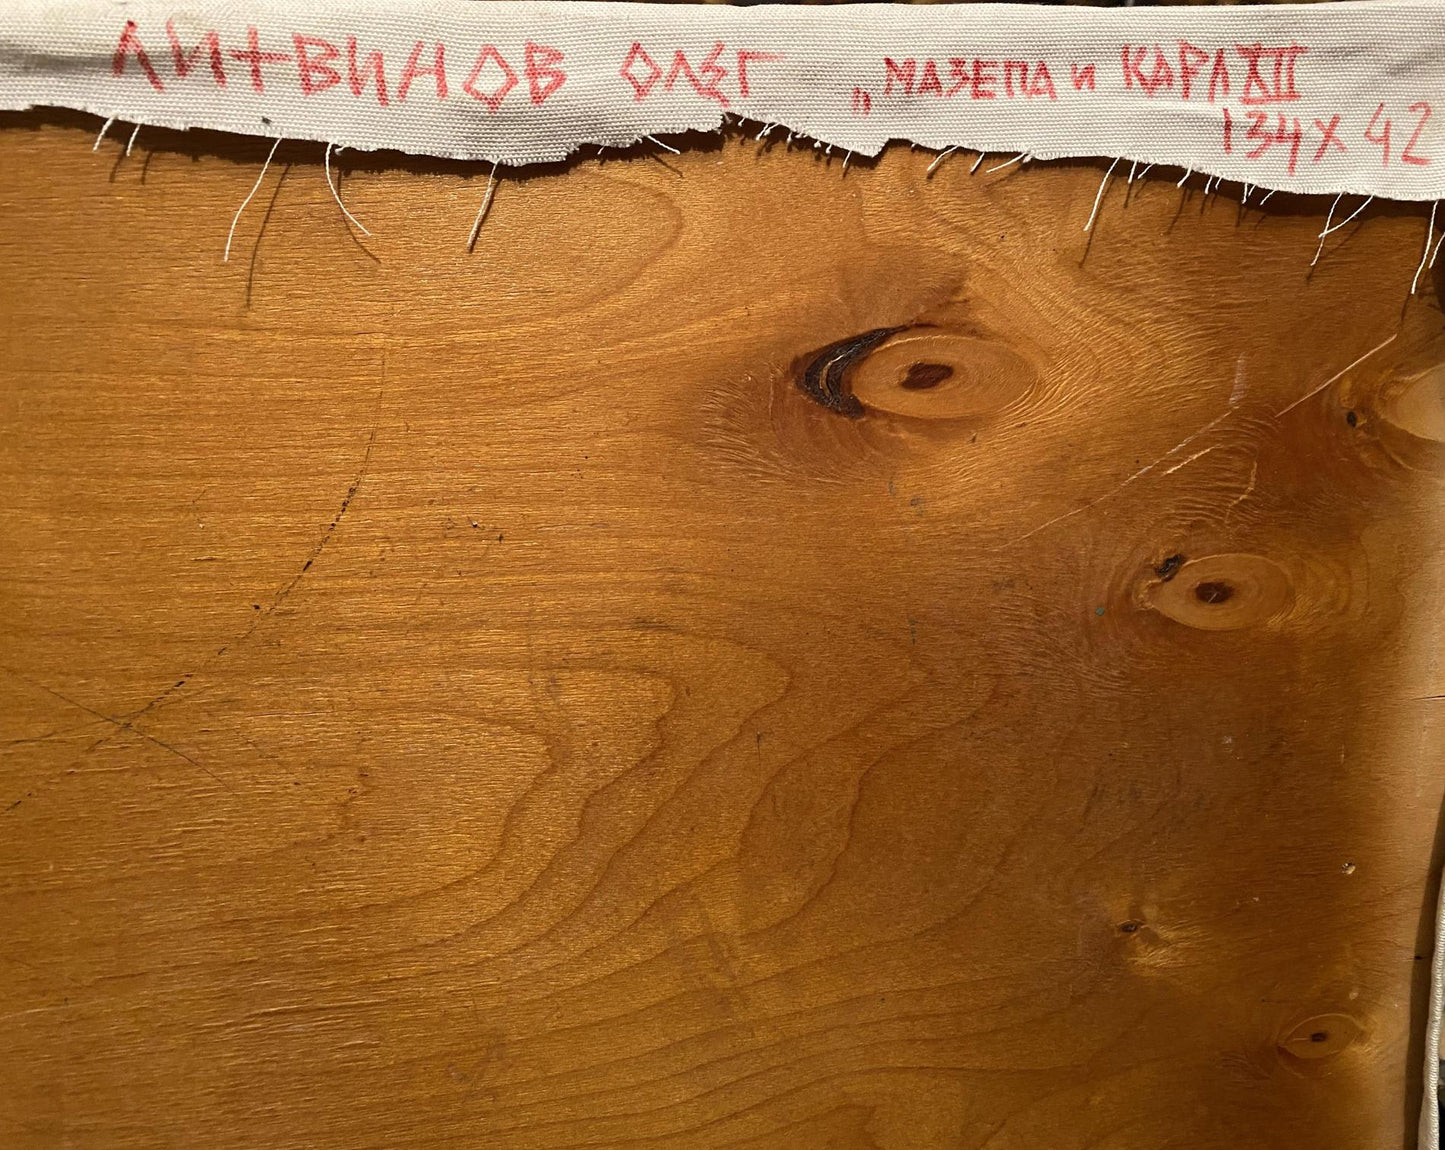 ЛИТВИНОВ ОЛЕГ „МАЗЕПА и КАРЛ XII
134 х 42